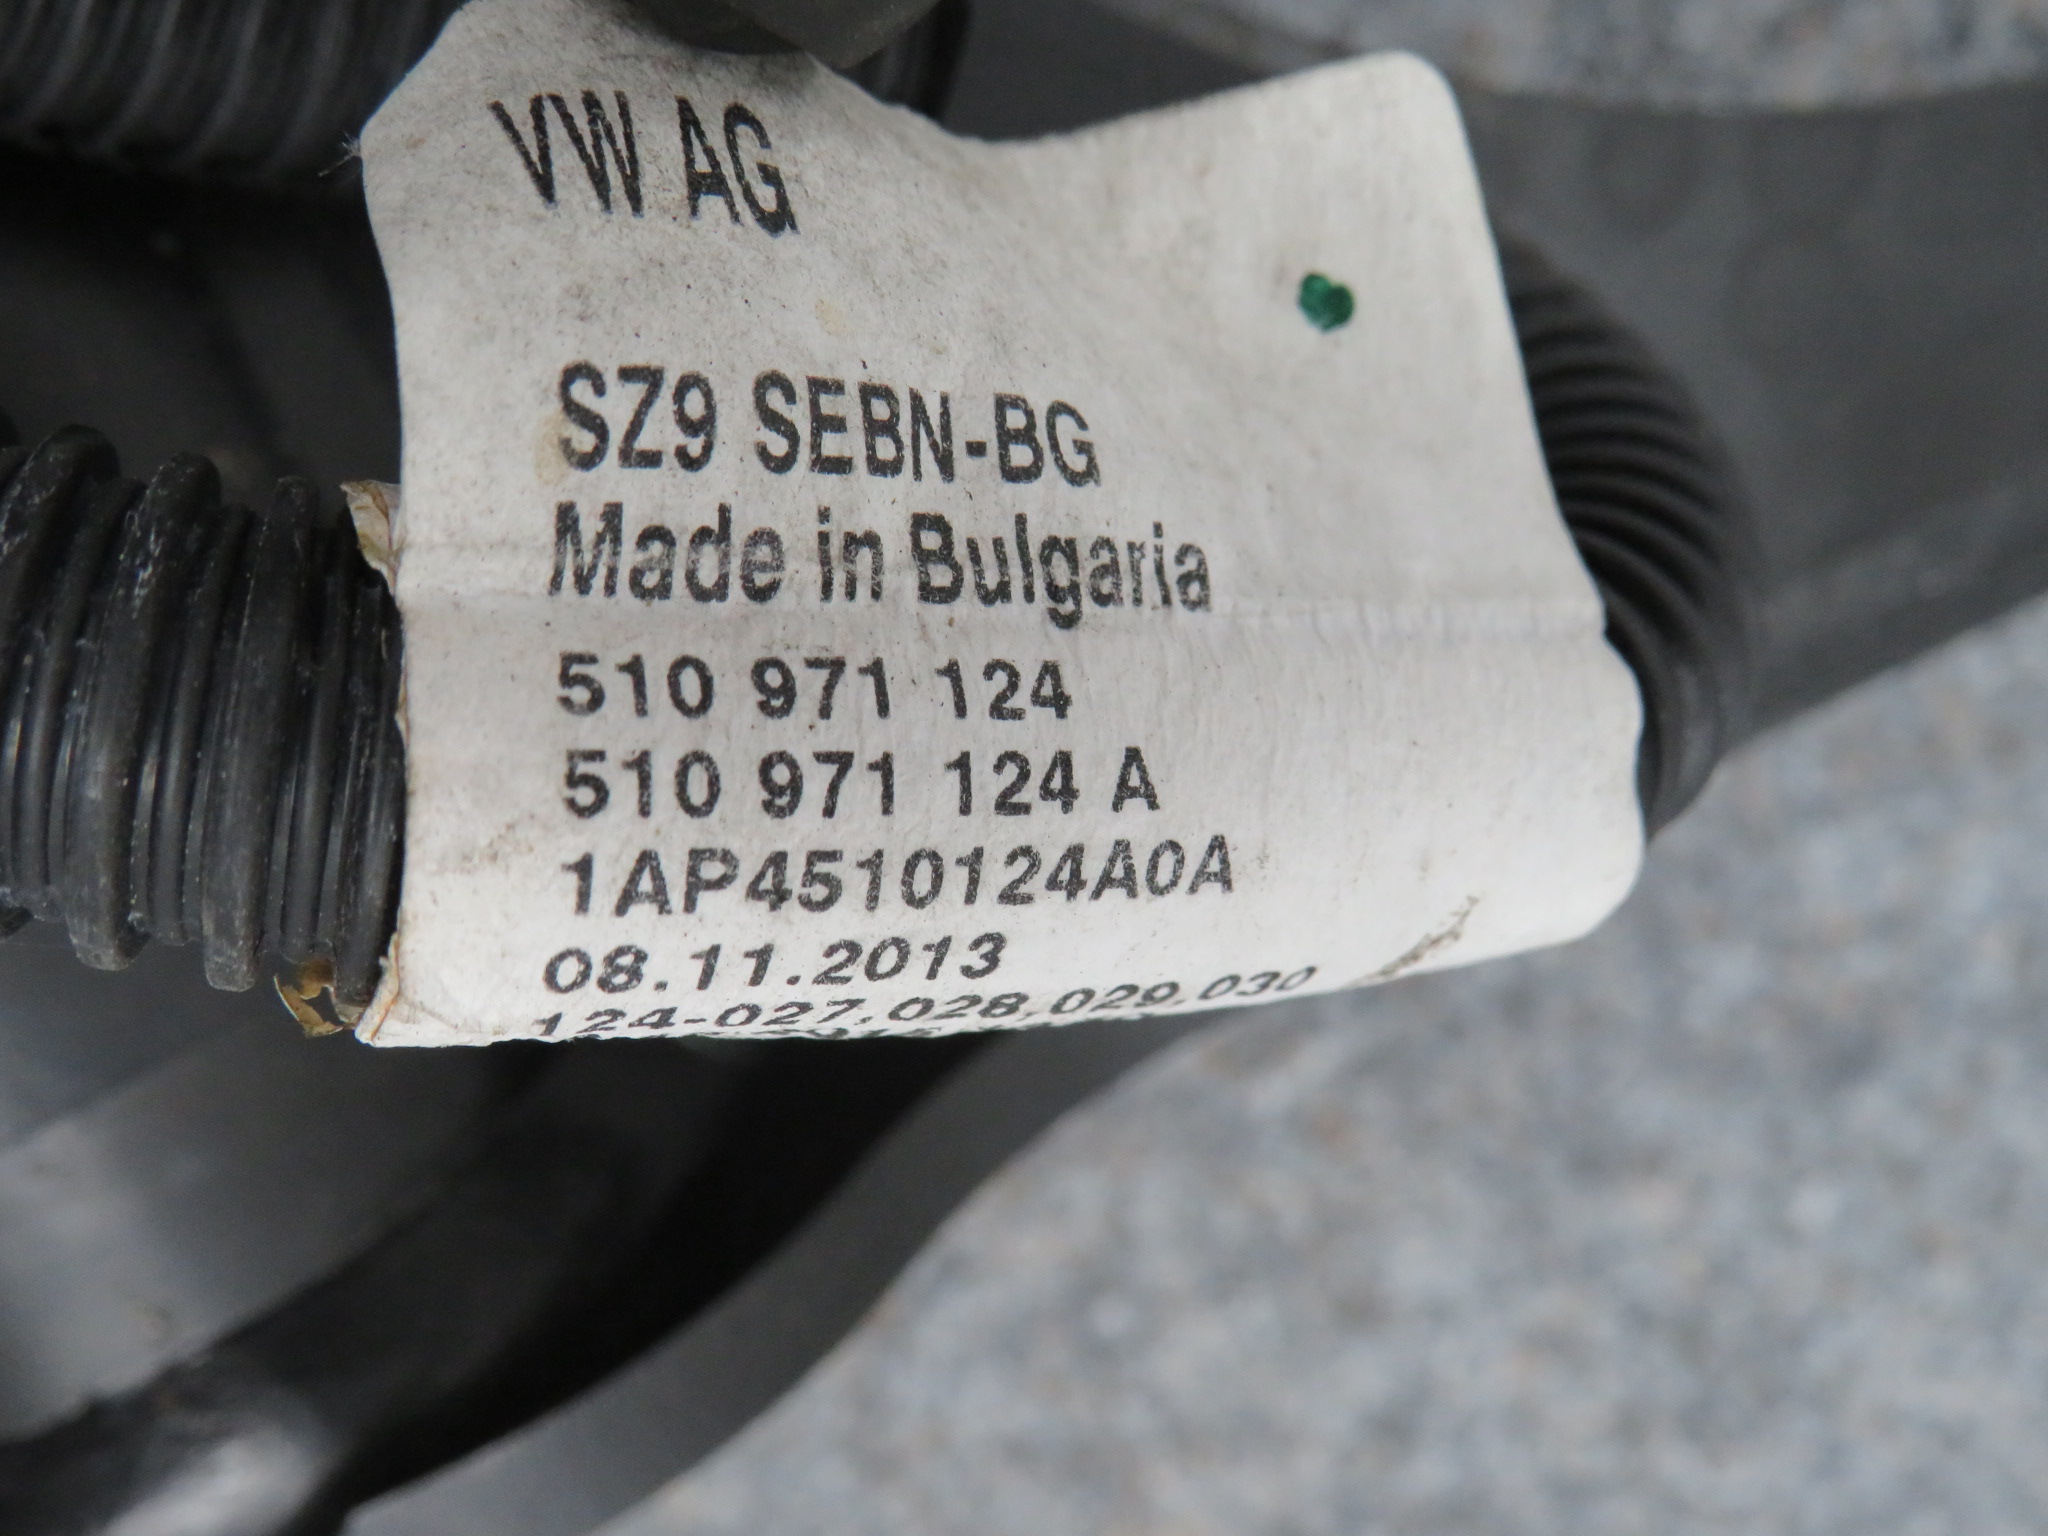 VW AG
SZ9 SEBN-BG
Made in Bulgaria
510 971 124
510 971 124 A
1AP4510124A0A
08.11.2013
124-027,028,029,030